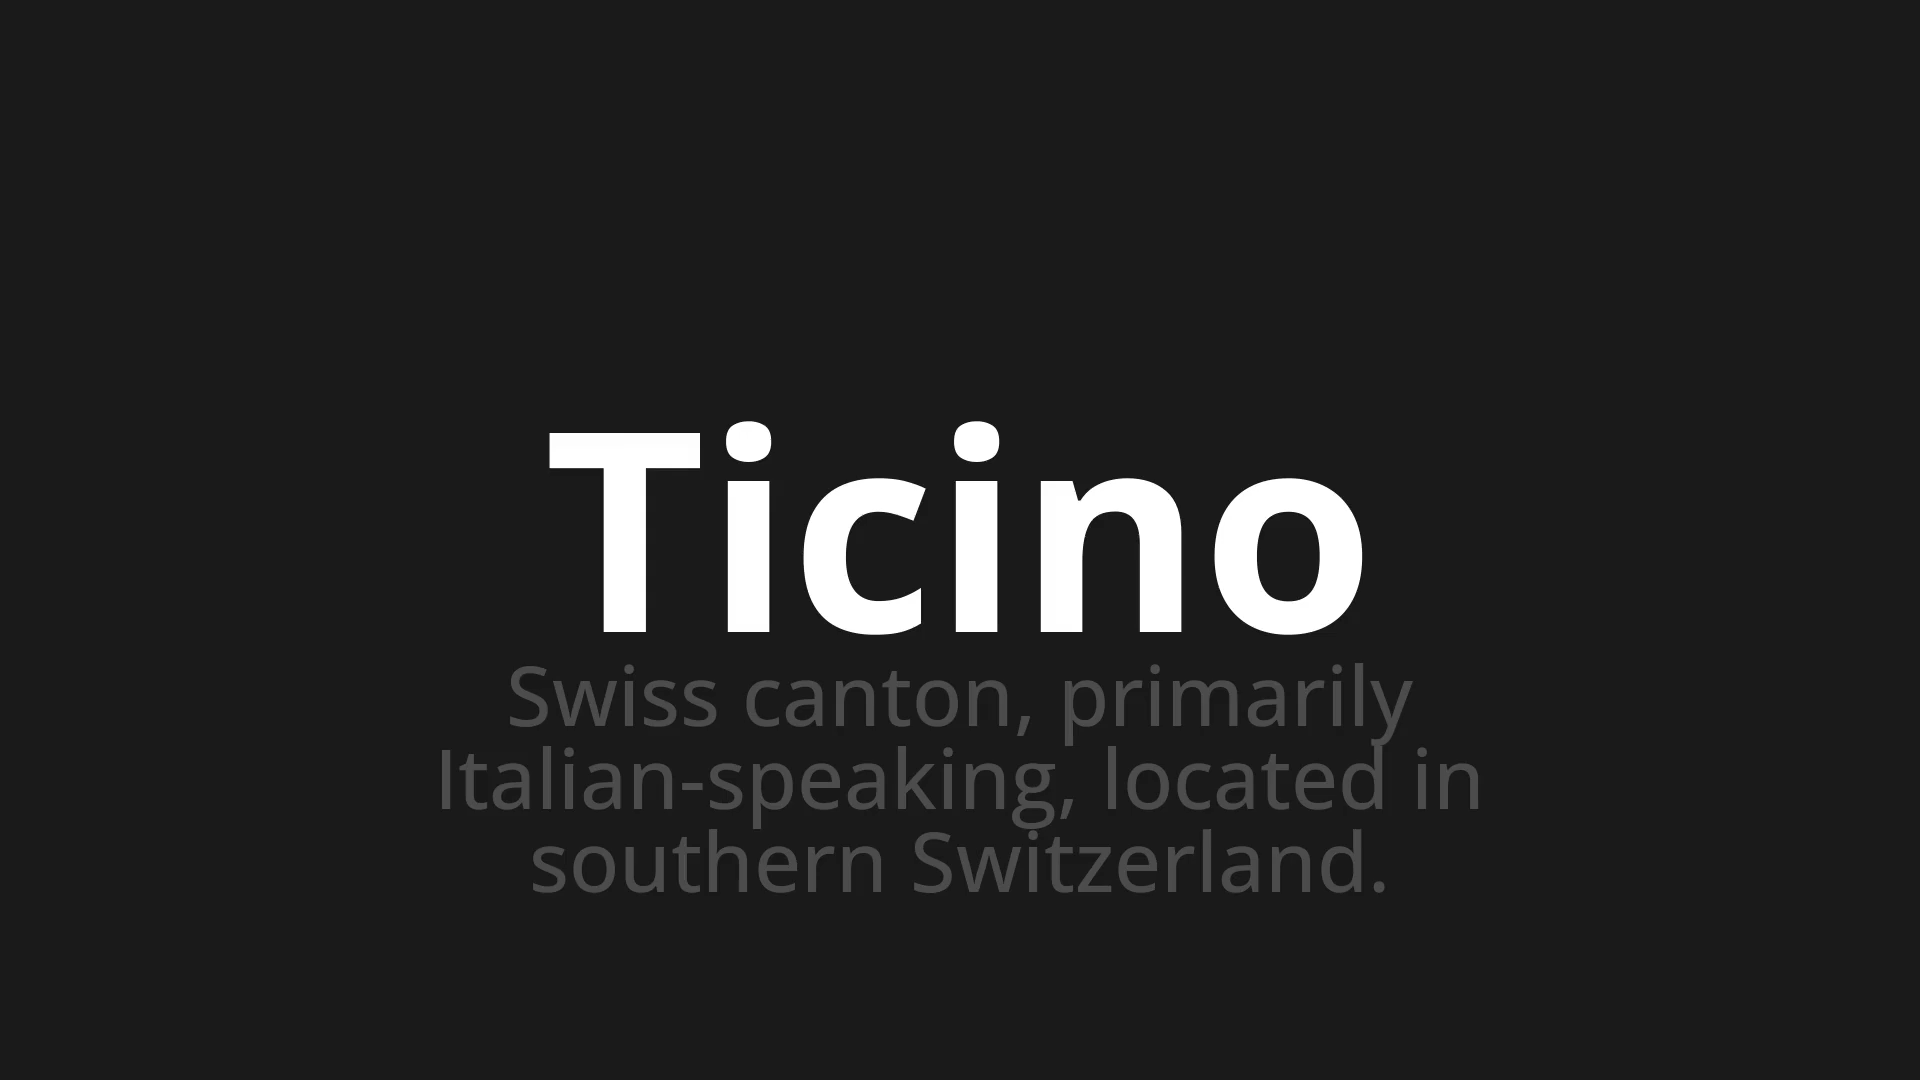 Ticino
Swiss canton, primarily
Italian-speaking, located in
southern Switzerland.